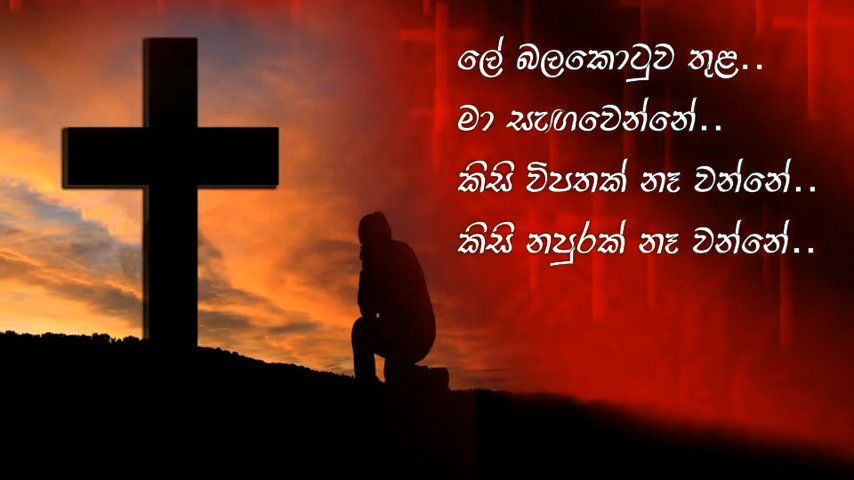 ලේ බලකොටුව තුළ..
මා සැඟවෙන්නේ..
කිසි විපතක් නෑ වන්නේ..
කිසි නපුරක් නෑ වන්නේ..